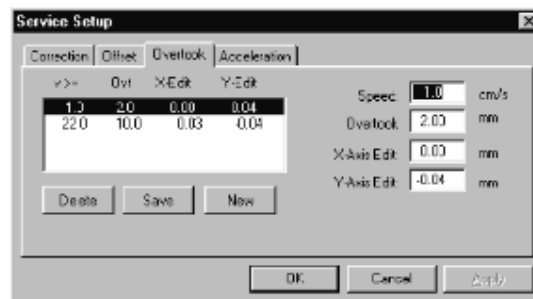 Service Setup
Correction Offset Overlook Acceleration
v >= Ovl X-Edit Y-Edit
1.0 2.0 0.00 0.04
22.0 10.0 0.03 -0.04
Speed: 1.0 cm/s
Overlook: 2.00 mm
X-Axis Edit: 0.00 mm
Y-Axis Edit: -0.04 mm
Delete Save New
OK Cancel Apply